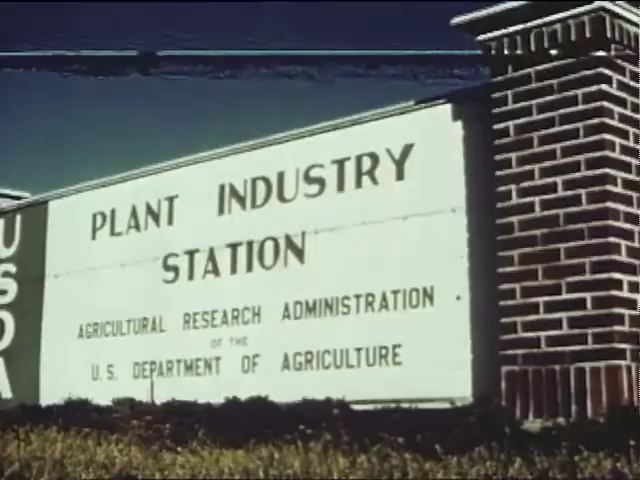 USDA
PLANT INDUSTRY
STATION
AGRICULTURAL RESEARCH ADMINISTRATION
OF THE
U. S. DEPARTMENT OF AGRICULTURE